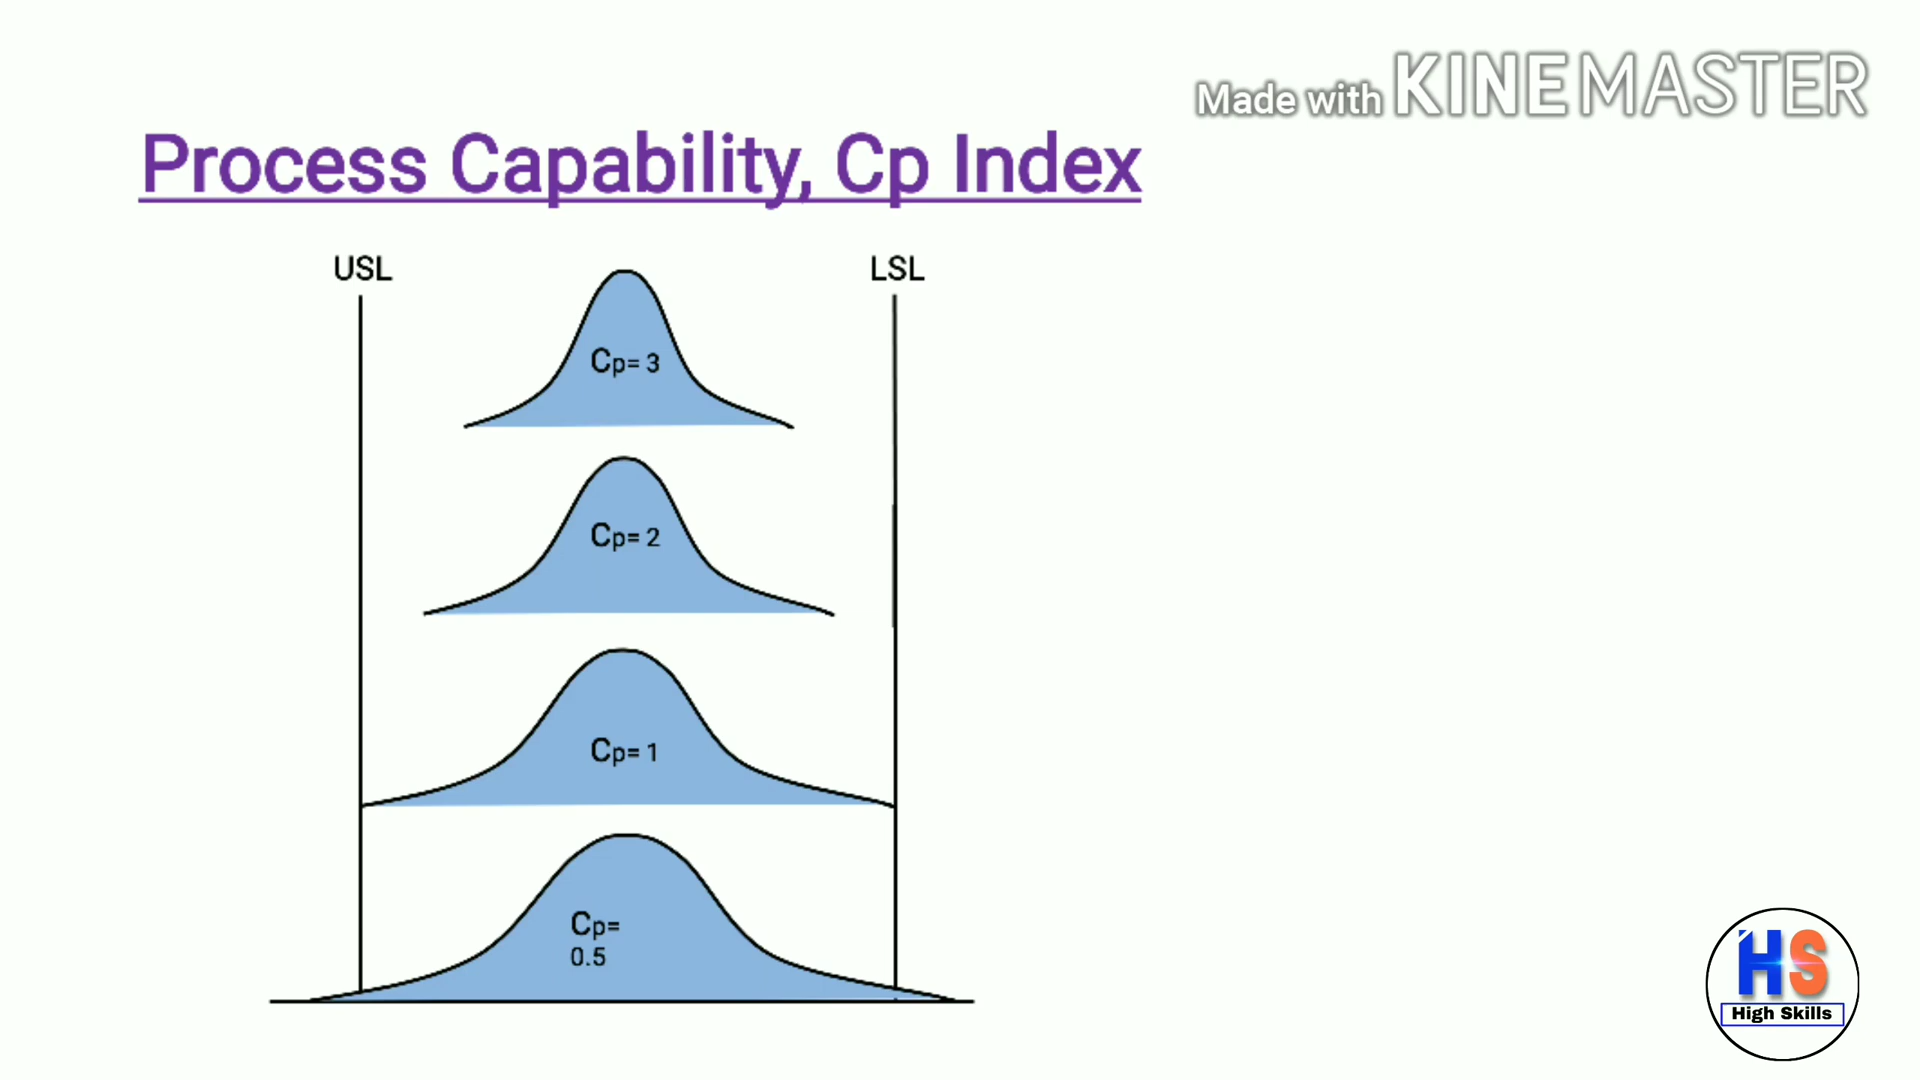 Made with KINEMASTER
Process Capability, Cp Index
USL
LSL
Cp= 3
Cp= 2
Cp= 1
Cp=
0.5
HS
High Skills